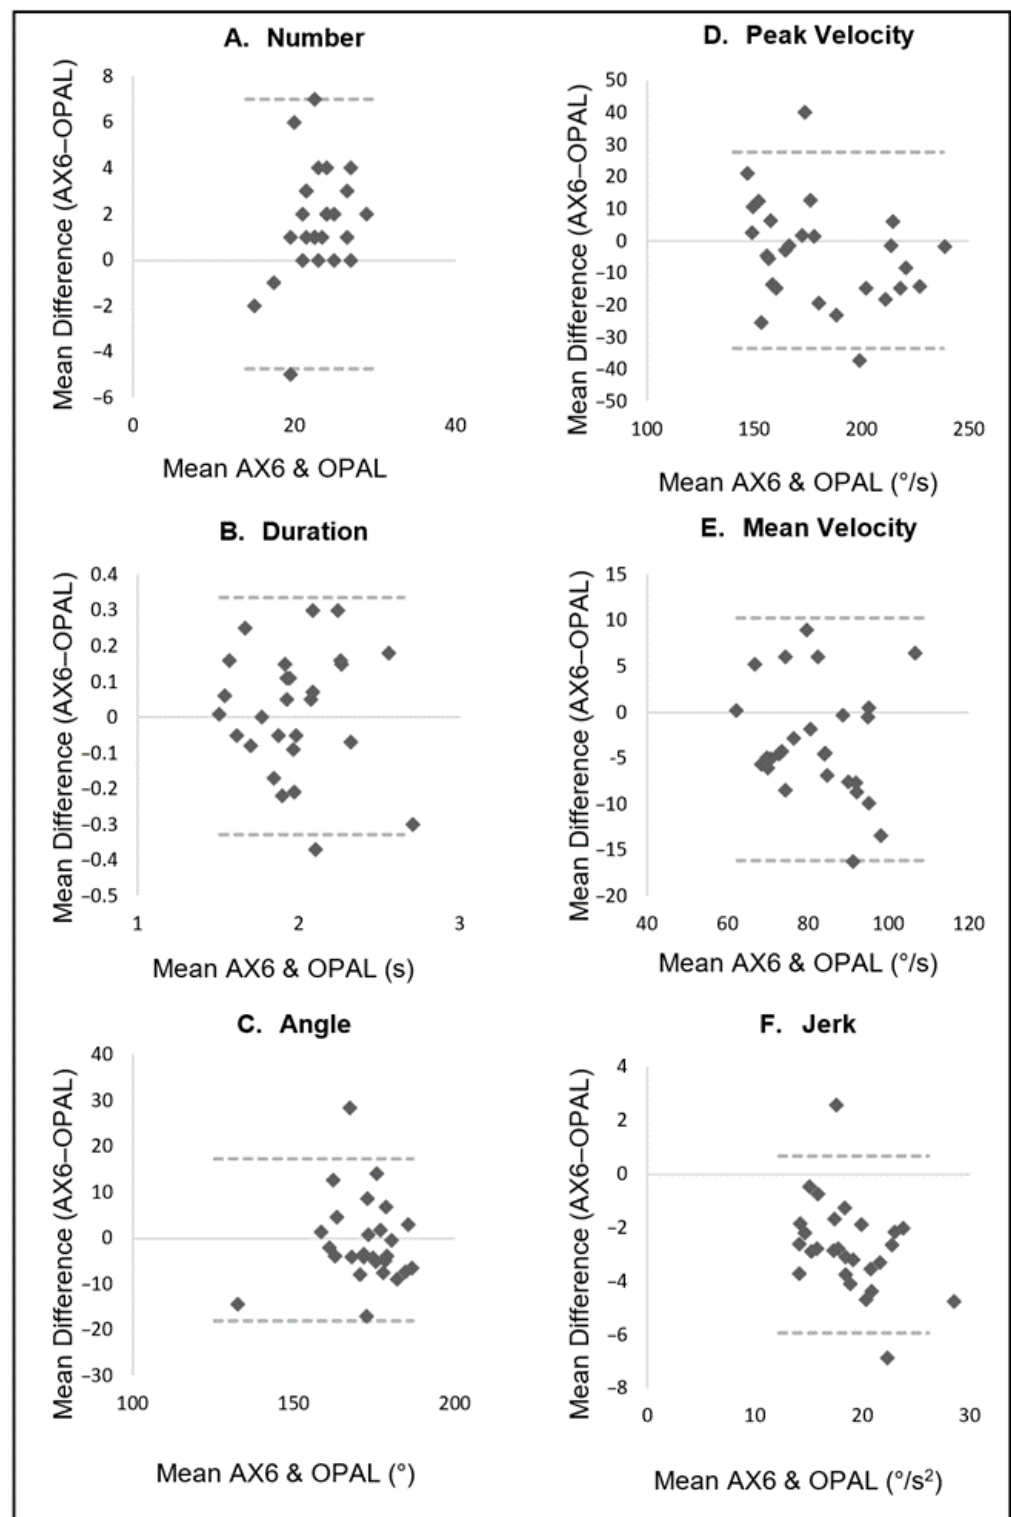 A. Number
Mean Difference (AX6–OPAL)
8
6
4
2
0
–2
–4
–6
0 20 40
Mean AX6 & OPAL
D. Peak Velocity
Mean Difference (AX6–OPAL)
50
40
30
20
10
0
–10
–20
–30
–40
–50
100 150 200 250
Mean AX6 & OPAL (°/s)
B. Duration
Mean Difference (AX6–OPAL)
0.4
0.3
0.2
0.1
0
–0.1
–0.2
–0.3
–0.4
–0.5
1 2 3
Mean AX6 & OPAL (s)
E. Mean Velocity
Mean Difference (AX6–OPAL)
15
10
5
0
–5
–10
–15
–20
40 60 80 100 120
Mean AX6 & OPAL (°/s)
C. Angle
Mean Difference (AX6–OPAL)
40
30
20
10
0
–10
–20
–30
100 150 200
Mean AX6 & OPAL (°)
F. Jerk
Mean Difference (AX6–OPAL)
4
2
0
–2
–4
–6
–8
0 10 20 30
Mean AX6 & OPAL (°/s²)